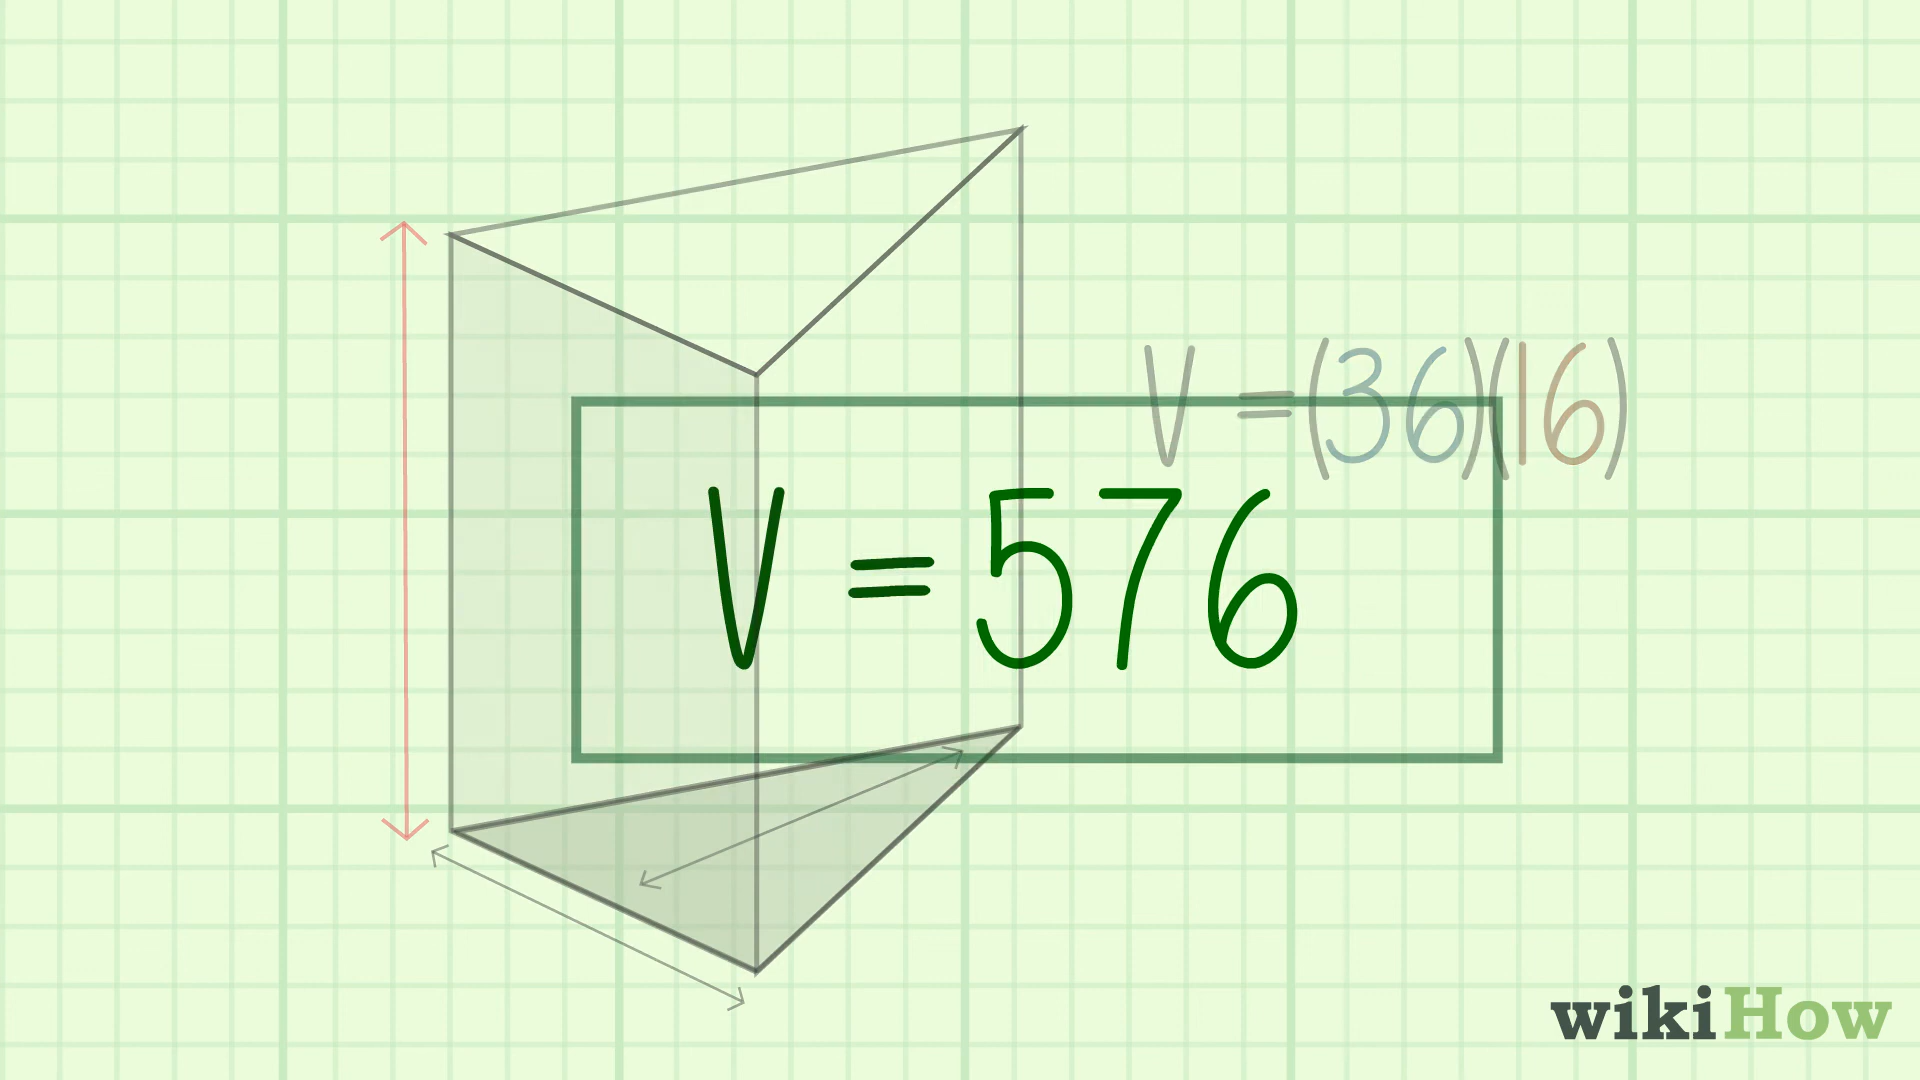 V = (36)(16)
V = 576
wikiHow